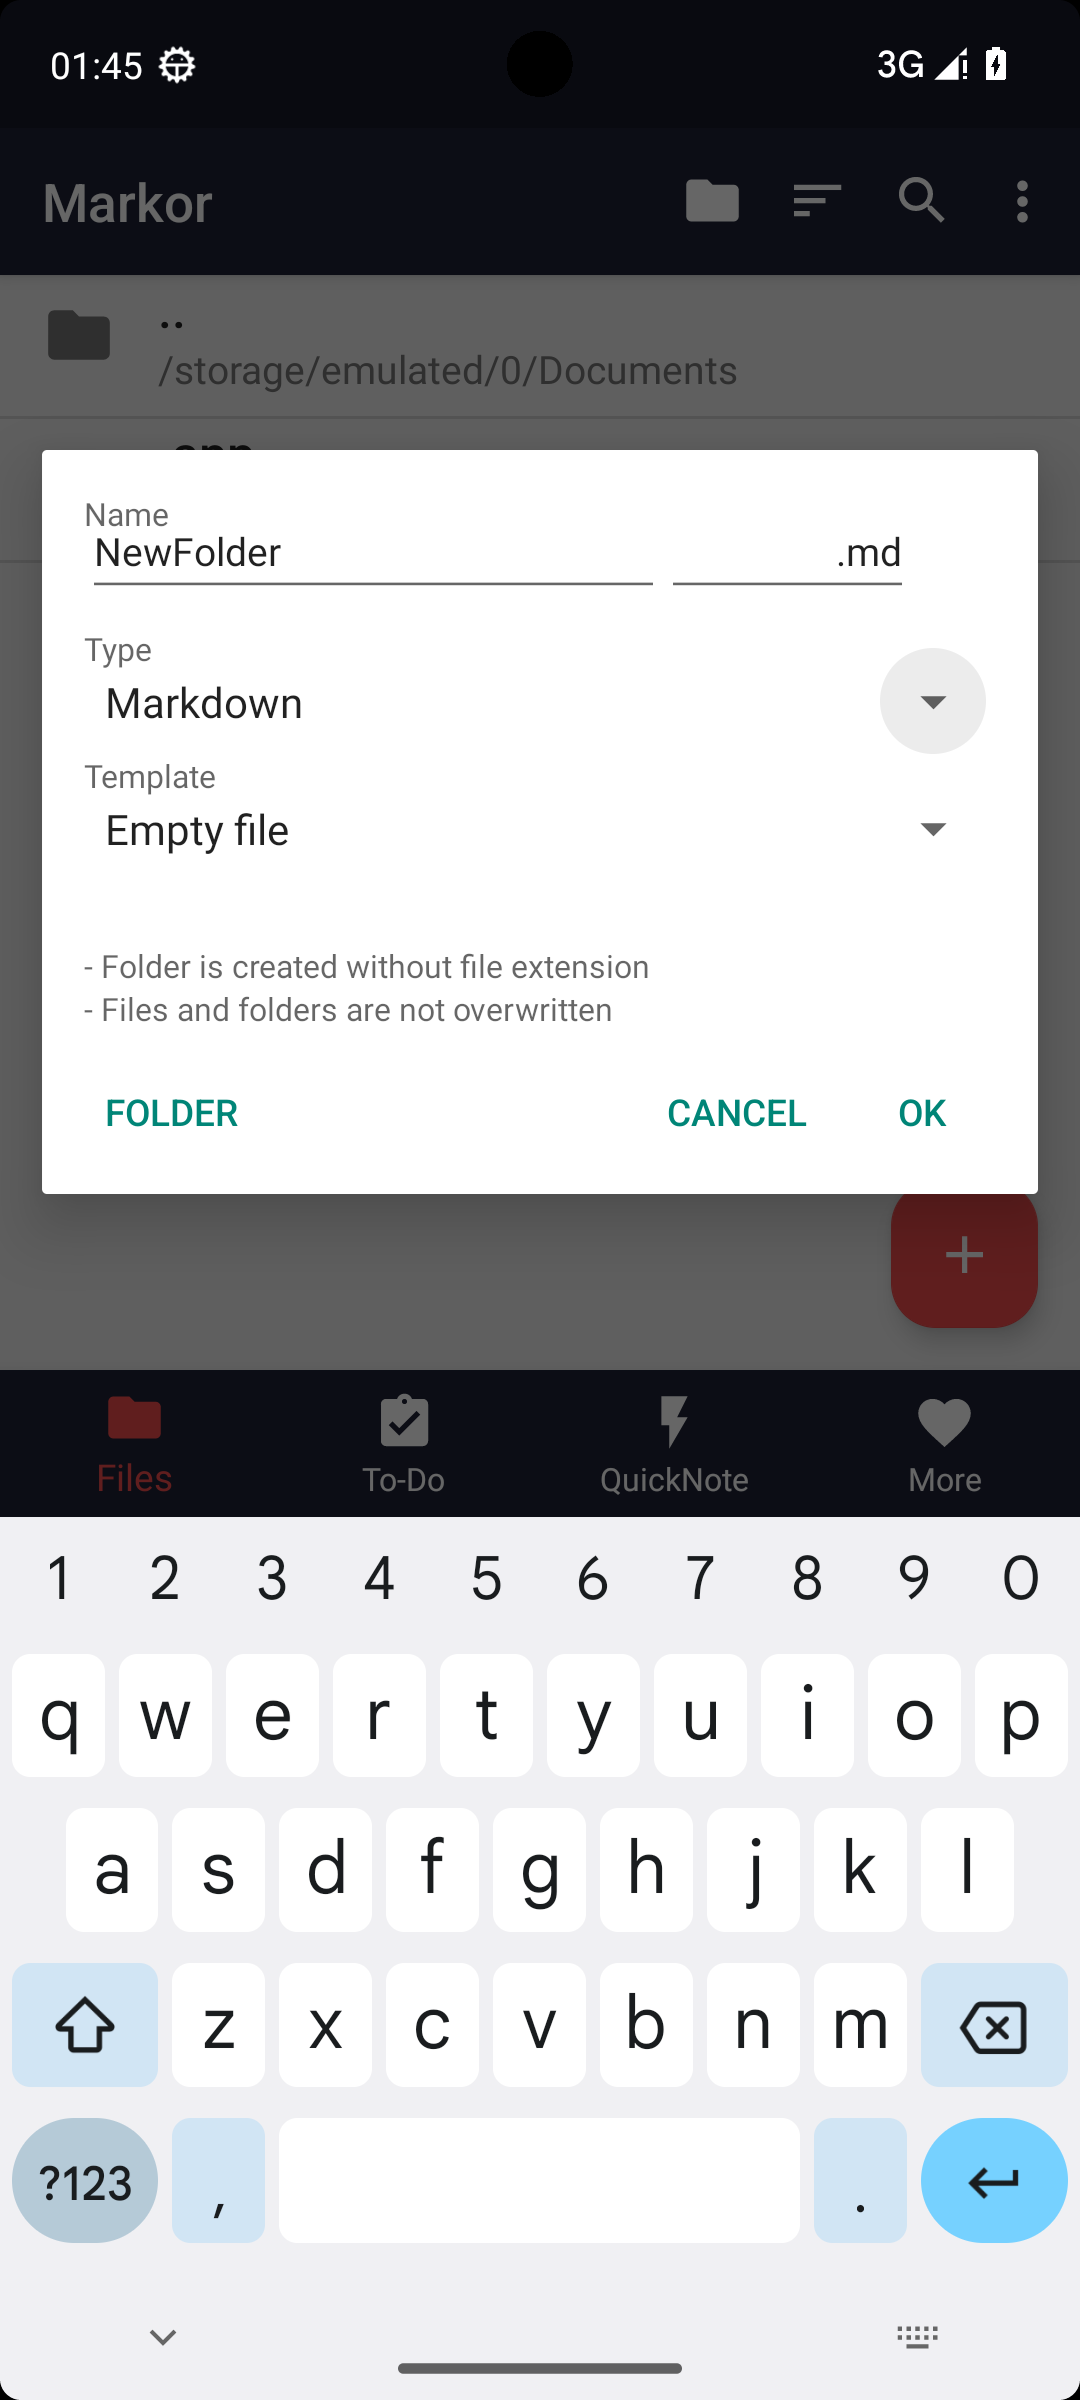 01:45
3G
Markor
..
/storage/emulated/0/Documents
Name
NewFolder .md
Type
Markdown
Template
Empty file
- Folder is created without file extension
- Files and folders are not overwritten
FOLDER CANCEL OK
Files To-Do QuickNote More
1 2 3 4 5 6 7 8 9 0
q w e r t y u i o p
a s d f g h j k l
z x c v b n m
?123 , .